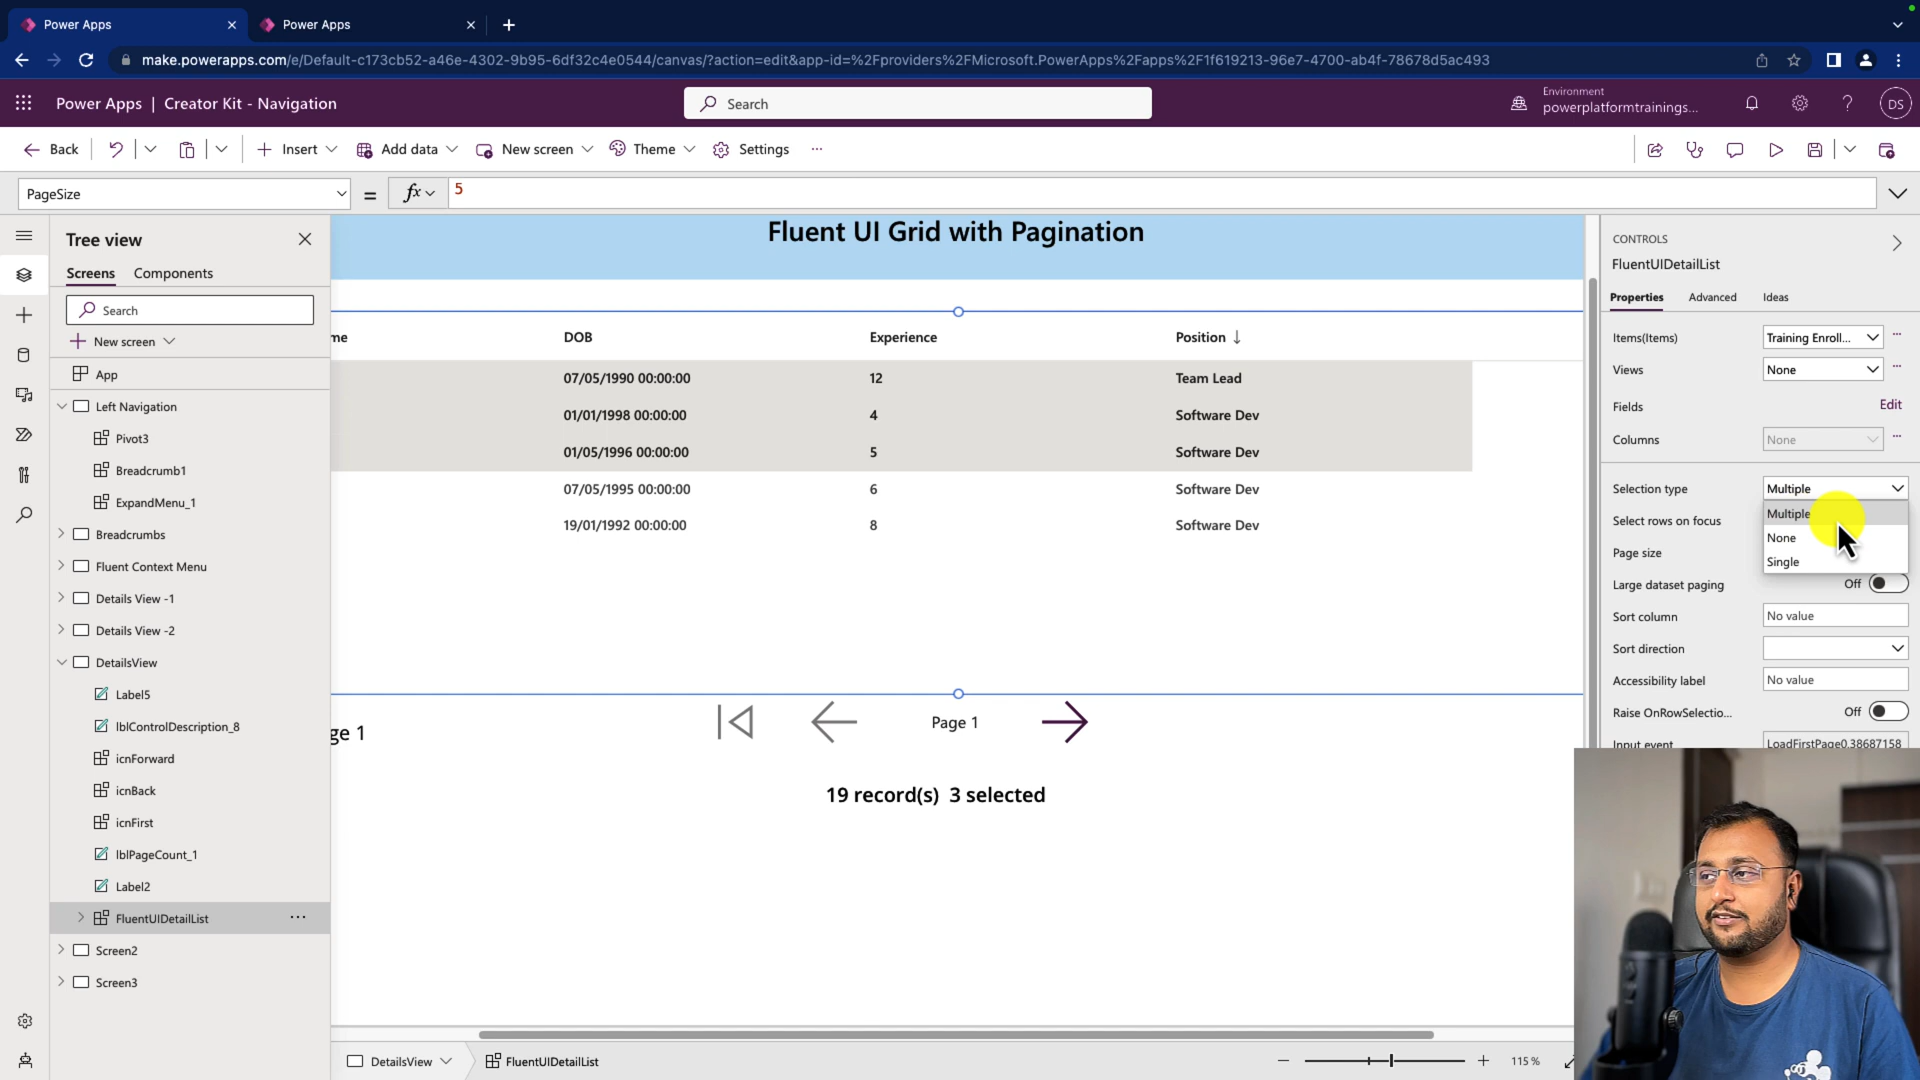 Power Apps
Power Apps
make.powerapps.com/e/Default-c173cb52-a46e-4302-9b95-6df32c4e0544/canvas/?action=edit&app-id=%2Fproviders%2FMicrosoft.PowerApps%2Fapps%2F1f619213-96e7-4700-ab4f-78678d5ac493
Power Apps | Creator Kit - Navigation
Search
Environment
powerplatformtrainings...
DS
Back
Insert
Add data
New screen
Theme
Settings
PageSize
= fx 5
Tree view
Screens
Components
Search
New screen
App
Left Navigation
Pivot3
Breadcrumb1
ExpandMenu_1
Breadcrumbs
Fluent Context Menu
Details View -1
Details View -2
DetailsView
Label5
lblControlDescription_8
icnForward
icnBack
icnFirst
lblPageCount_1
Label2
FluentUIDetailList
Screen2
Screen3
Fluent UI Grid with Pagination
me DOB Experience Position
07/05/1990 00:00:00 12 Team Lead
01/01/1998 00:00:00 4 Software Dev
01/05/1996 00:00:00 5 Software Dev
07/05/1995 00:00:00 6 Software Dev
19/01/1992 00:00:00 8 Software Dev
ge 1
Page 1
19 record(s) 3 selected
DetailsView
FluentUIDetailList
115 %
CONTROLS
FluentUIDetailList
Properties
Advanced
Ideas
Items(Items) Training Enroll...
Views None
Fields Edit
Columns None
Selection type Multiple
Multiple
Select rows on focus
None
Page size
Single
Large dataset paging Off
Sort column No value
Sort direction
Accessibility label No value
Raise OnRowSelectio... Off
Input event LoadFirstPage0.38687158